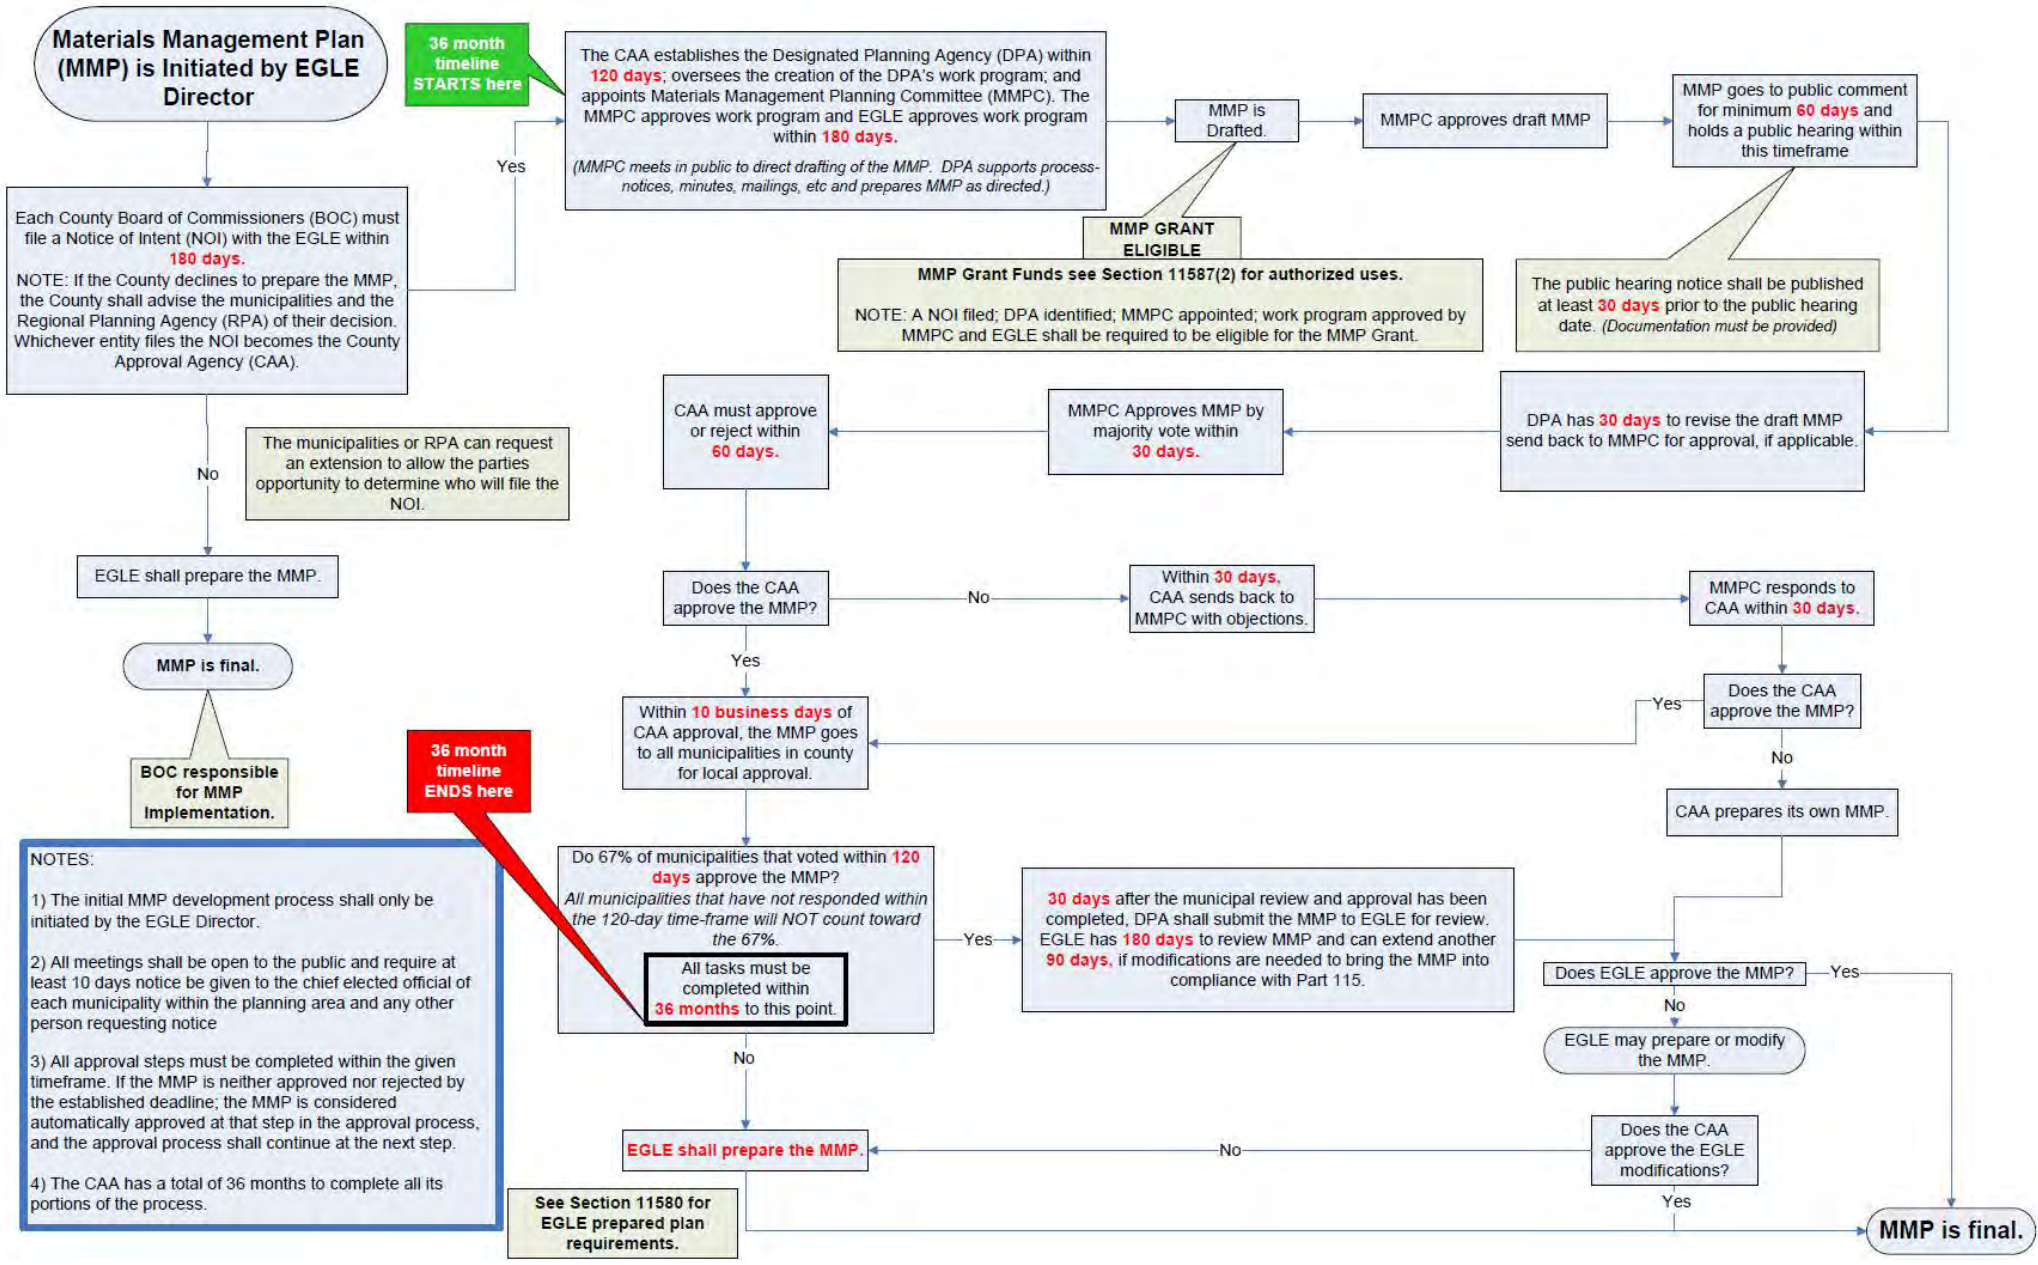 Materials Management Plan
(MMP) is Initiated by EGLE
Director
36 month
timeline
STARTS here
The CAA establishes the Designated Planning Agency (DPA) within
120 days; oversees the creation of the DPA's work program; and
appoints Materials Management Planning Committee (MMPC). The
MMPC approves work program and EGLE approves work program
within 180 days.
(MMPC meets in public to direct drafting of the MMP. DPA supports process-
notices, minutes, mailings, etc and prepares MMP as directed.)
MMP is
Drafted.
MMPC approves draft MMP
MMP goes to public comment
for minimum 60 days and
holds a public hearing within
this timeframe
Yes
Each County Board of Commissioners (BOC) must
file a Notice of Intent (NOI) with the EGLE within
180 days.
NOTE: If the County declines to prepare the MMP,
the County shall advise the municipalities and the
Regional Planning Agency (RPA) of their decision.
Whichever entity files the NOI becomes the County
Approval Agency (CAA).
MMP GRANT
ELIGIBLE
MMP Grant Funds see Section 11587(2) for authorized uses.
NOTE: A NOI filed; DPA identified; MMPC appointed; work program approved by
MMPC and EGLE shall be required to be eligible for the MMP Grant.
The public hearing notice shall be published
at least 30 days prior to the public hearing
date. (Documentation must be provided)
CAA must approve
or reject within
60 days.
MMPC Approves MMP by
majority vote within
30 days.
DPA has 30 days to revise the draft MMP
send back to MMPC for approval, if applicable.
No
The municipalities or RPA can request
an extension to allow the parties
opportunity to determine who will file the
NOI.
EGLE shall prepare the MMP.
Does the CAA
approve the MMP?
No
Within 30 days,
CAA sends back to
MMPC with objections.
MMPC responds to
CAA within 30 days.
MMP is final.
Yes
Does the CAA
approve the MMP?
Yes
Within 10 business days of
CAA approval, the MMP goes
to all municipalities in county
for local approval.
No
BOC responsible
for MMP
Implementation.
36 month
timeline
ENDS here
CAA prepares its own MMP.
NOTES:
1) The initial MMP development process shall only be
initiated by the EGLE Director.
2) All meetings shall be open to the public and require at
least 10 days notice be given to the chief elected official of
each municipality within the planning area and any other
person requesting notice
3) All approval steps must be completed within the given
timeframe. If the MMP is neither approved nor rejected by
the established deadline; the MMP is considered
automatically approved at that step in the approval process,
and the approval process shall continue at the next step.
4) The CAA has a total of 36 months to complete all its
portions of the process.
Do 67% of municipalities that voted within 120
days approve the MMP?
All municipalities that have not responded within
the 120-day time-frame will NOT count toward
the 67%.
All tasks must be
completed within
36 months to this point.
Yes
30 days after the municipal review and approval has been
completed, DPA shall submit the MMP to EGLE for review.
EGLE has 180 days to review MMP and can extend another
90 days, if modifications are needed to bring the MMP into
compliance with Part 115.
Does EGLE approve the MMP?
Yes
No
EGLE may prepare or modify
the MMP.
No
EGLE shall prepare the MMP.
No
Does the CAA
approve the EGLE
modifications?
Yes
See Section 11580 for
EGLE prepared plan
requirements.
MMP is final.